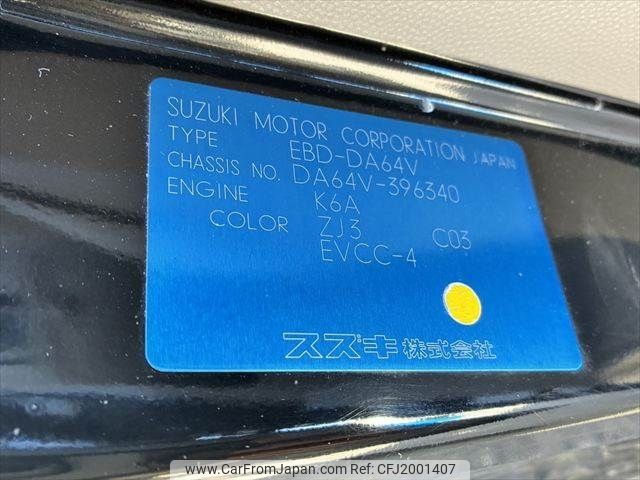 SUZUKI MOTOR CORPORATION JAPAN
TYPE EBD-DA64V
CHASSIS NO. DA64V-396340
ENGINE K6A
COLOR ZJ3 C03
EVCC-4
スズキ株式会社
www.CarFromJapan.com - Ref: CFJ2001407